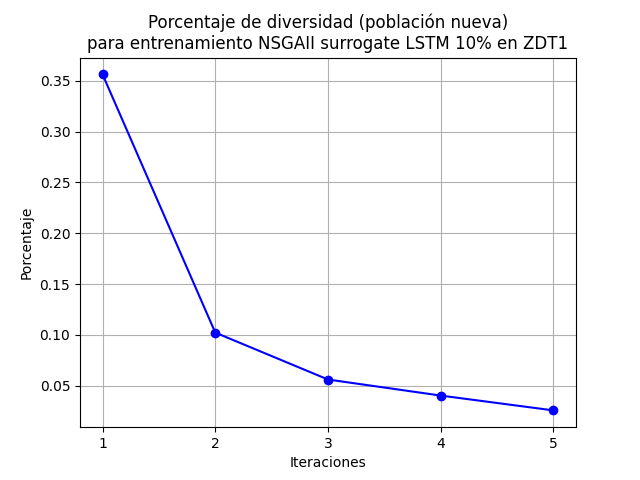 Porcentaje de diversidad (población nueva)
para entrenamiento NSGAII surrogate LSTM 10% en ZDT1
0.35
0.30
0.25
0.20
0.15
0.10
0.05
Porcentaje
1 2 3 4 5
Iteraciones